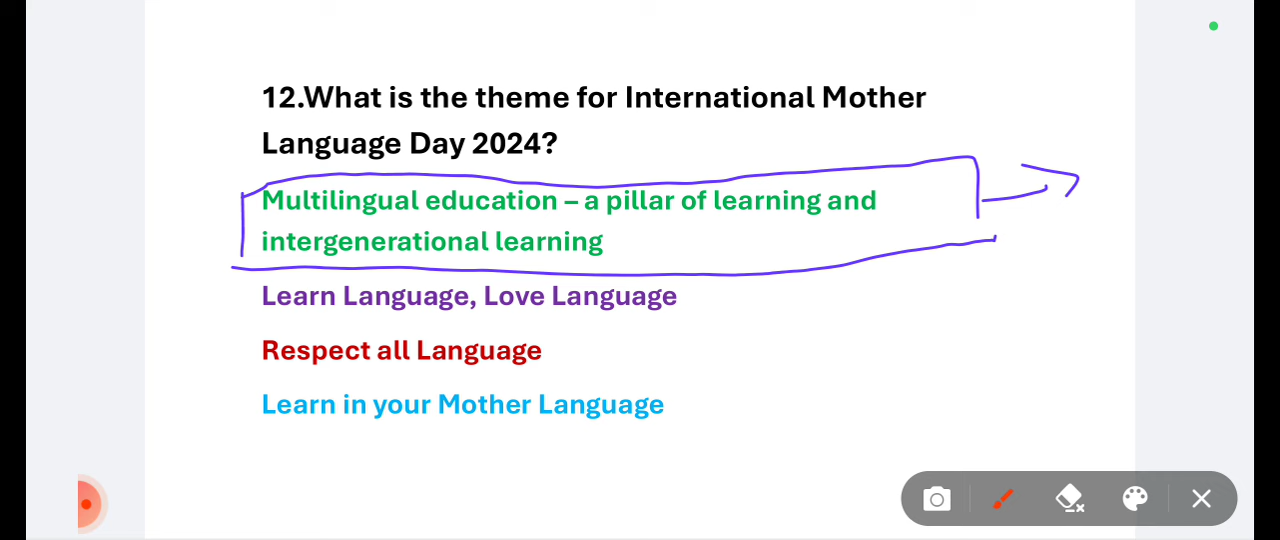 12.What is the theme for International Mother
Language Day 2024?
Multilingual education – a pillar of learning and
intergenerational learning
Learn Language, Love Language
Respect all Language
Learn in your Mother Language